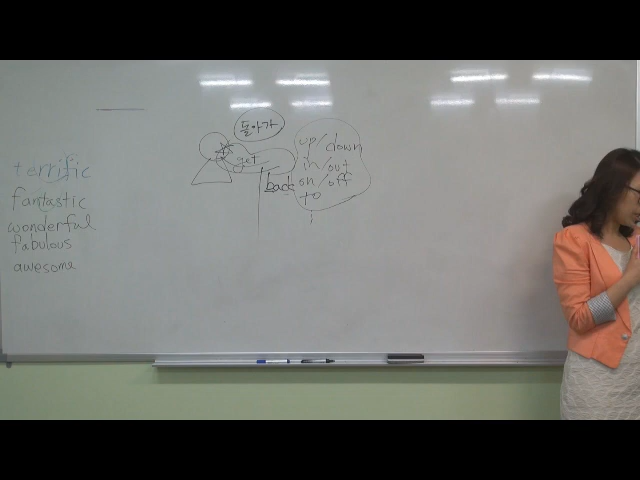 terrific
fantastic
wonderful
fabulous
awesome
돌아가
get
back
up/down
in/out
on/off
to